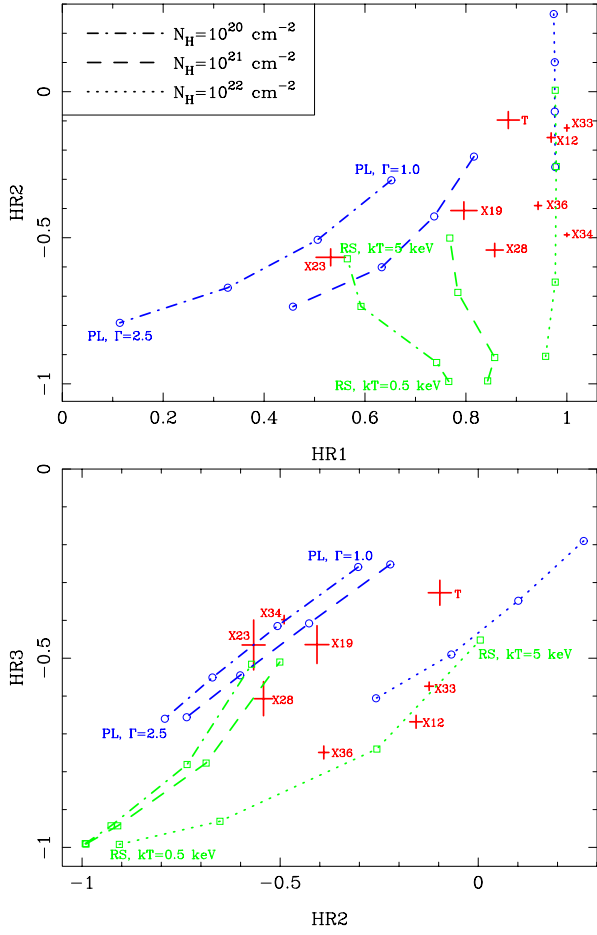 N_H=10^20 cm^-2
N_H=10^21 cm^-2
N_H=10^22 cm^-2
HR2
0
−0.5
−1
T
X33
X12
PL, Γ=1.0
X36
X19
X34
RS, kT=5 keV
X28
X23
PL, Γ=2.5
RS, kT=0.5 keV
0 0.2 0.4 0.6 0.8 1
HR1
HR3
0
−0.5
−1
PL, Γ=1.0
T
X34
X23
X19
RS, kT=5 keV
X33
X28
X12
PL, Γ=2.5
X36
RS, kT=0.5 keV
−1 −0.5 0
HR2